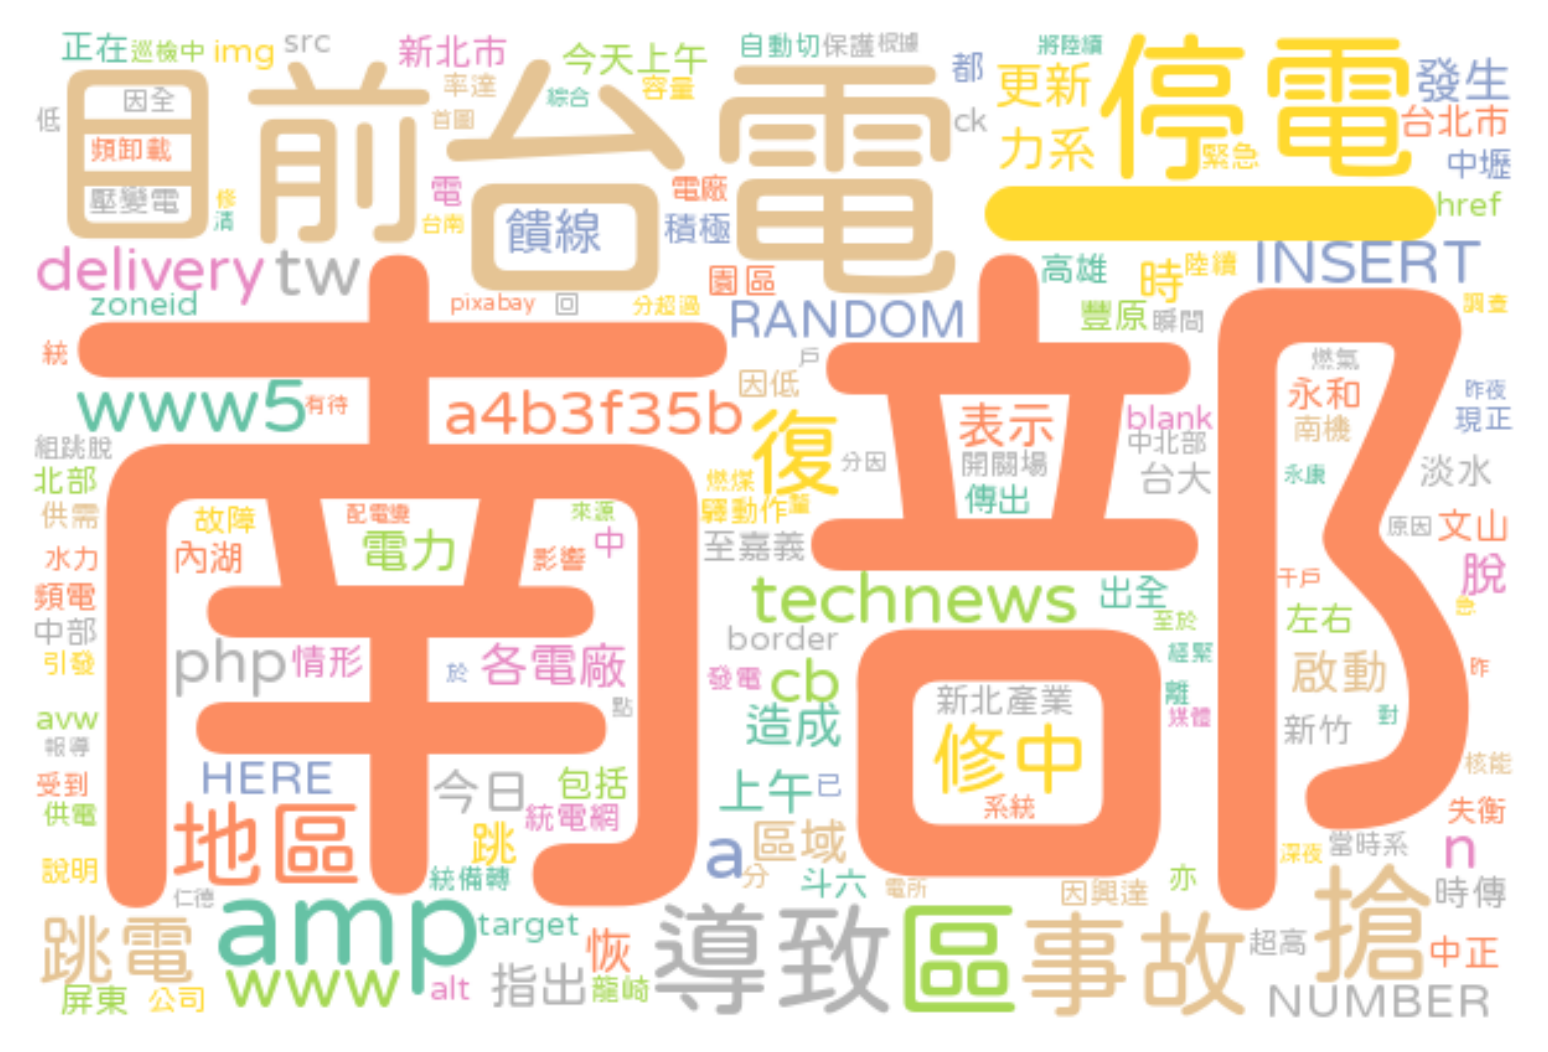 正在 巡檢中 img src 新北市 今天上午 自動切 保護 根據 將陸續
目前 台電 停電 一
因全 率達 綜合 容量 都 更新 發生
低 首圖 ck 台北市
頻卸載 力系 緊急 中壢
壓變電 修 電 電廠 href
清 台南 饋線 積極
delivery tw 園區 高雄 時 陸續 INSERT
zoneid pixabay 回 分超過 RANDOM 豐原 瞬間 調查
南部
統 戶 燃氣
www5 有待 a4b3f35b 因低 表示 blank 永和 昨夜
組跳脫 復 分因 開關場 中北部 南機 現正
北部 燃煤 傳出 台大 永康 淡水
供需 故障 配電變 來源 驛動作 釐 原因 文山
水力 內湖 電力 影響 中 至嘉義
頻電 technews 出全 千戶 脫
中部 border 至於 左右 急
引發 php 情形 於 各電廠 發電 cb 經緊 啟動 昨
avw 點 造成 新北產業 離 媒體 新竹 對
報導 修中
受到 HERE 今日 包括 上午 已 系統 核能
供電 地區 跳 統電網 a 區域 失衡
說明 統備轉 分 斗六 電所 因興達 亦 深夜 當時系 n
仁德 amp target 搶 時傳
跳電 恢 導致 區 事故 超高 中正
屏東 公司 www alt 指出 龍崎 NUMBER